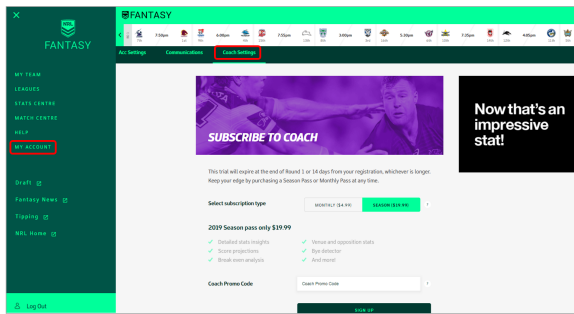 NRL
FANTASY
MY TEAM
LEAGUES
STATS CENTRE
MATCH CENTRE
HELP
MY ACCOUNT
Draft
Fantasy News
Tipping
NRL Home
Log Out
FANTASY
7:50pm
6:00pm
7:55pm
3:00pm
5:30pm
7:35pm
4:05pm
Acc Settings
Communications
Coach Settings
SUBSCRIBE TO COACH
Now that's an
impressive
stat!
This trial will expire at the end of Round 1 or 14 days from your registration, whichever is longer.
Keep your edge by purchasing a Season Pass or Monthly Pass at any time.
Select subscription type
MONTHLY ($4.99)
SEASON ($19.99)
2019 Season pass only $19.99
Detailed stats insights
Venue and opposition stats
Score projections
Bye detector
Break even analysis
And more!
Coach Promo Code
Coach Promo Code
SIGN UP